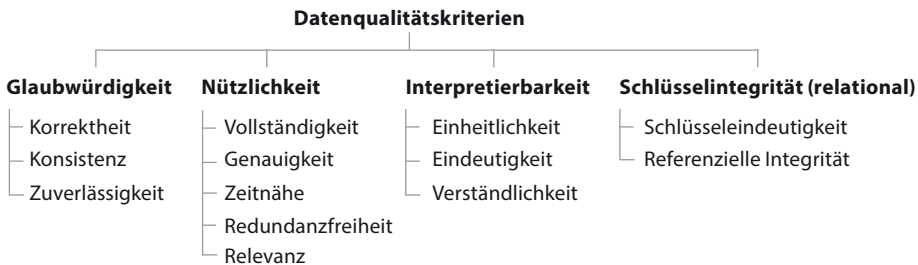 Datenqualitätskriterien
Glaubwürdigkeit
Korrektheit
Konsistenz
Zuverlässigkeit
Nützlichkeit
Vollständigkeit
Genauigkeit
Zeitnähe
Redundanzfreiheit
Relevanz
Interpretierbarkeit
Einheitlichkeit
Eindeutigkeit
Verständlichkeit
Schlüsselintegrität (relational)
Schlüsseleindeutigkeit
Referenzielle Integrität